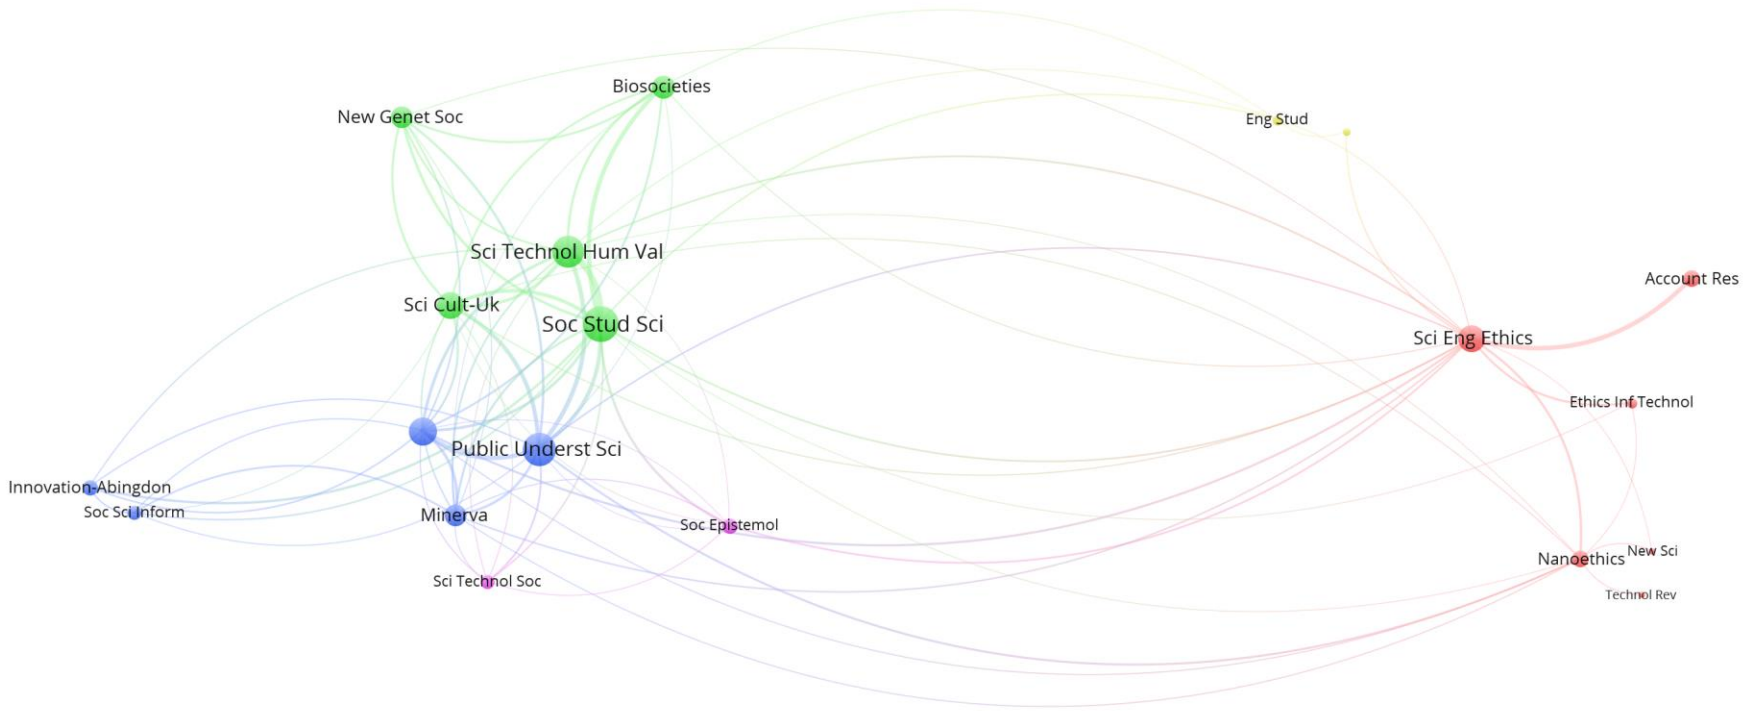 Biosocieties
New Genet Soc
Eng Stud
Sci Technol Hum Val
Account Res
Sci Cult-Uk
Soc Stud Sci
Sci Eng Ethics
Ethics Inf Technol
Public Underst Sci
Innovation-Abingdon
Soc Sci Inform
Minerva
Soc Epistemol
New Sci
Nanoethics
Sci Technol Soc
Technol Rev